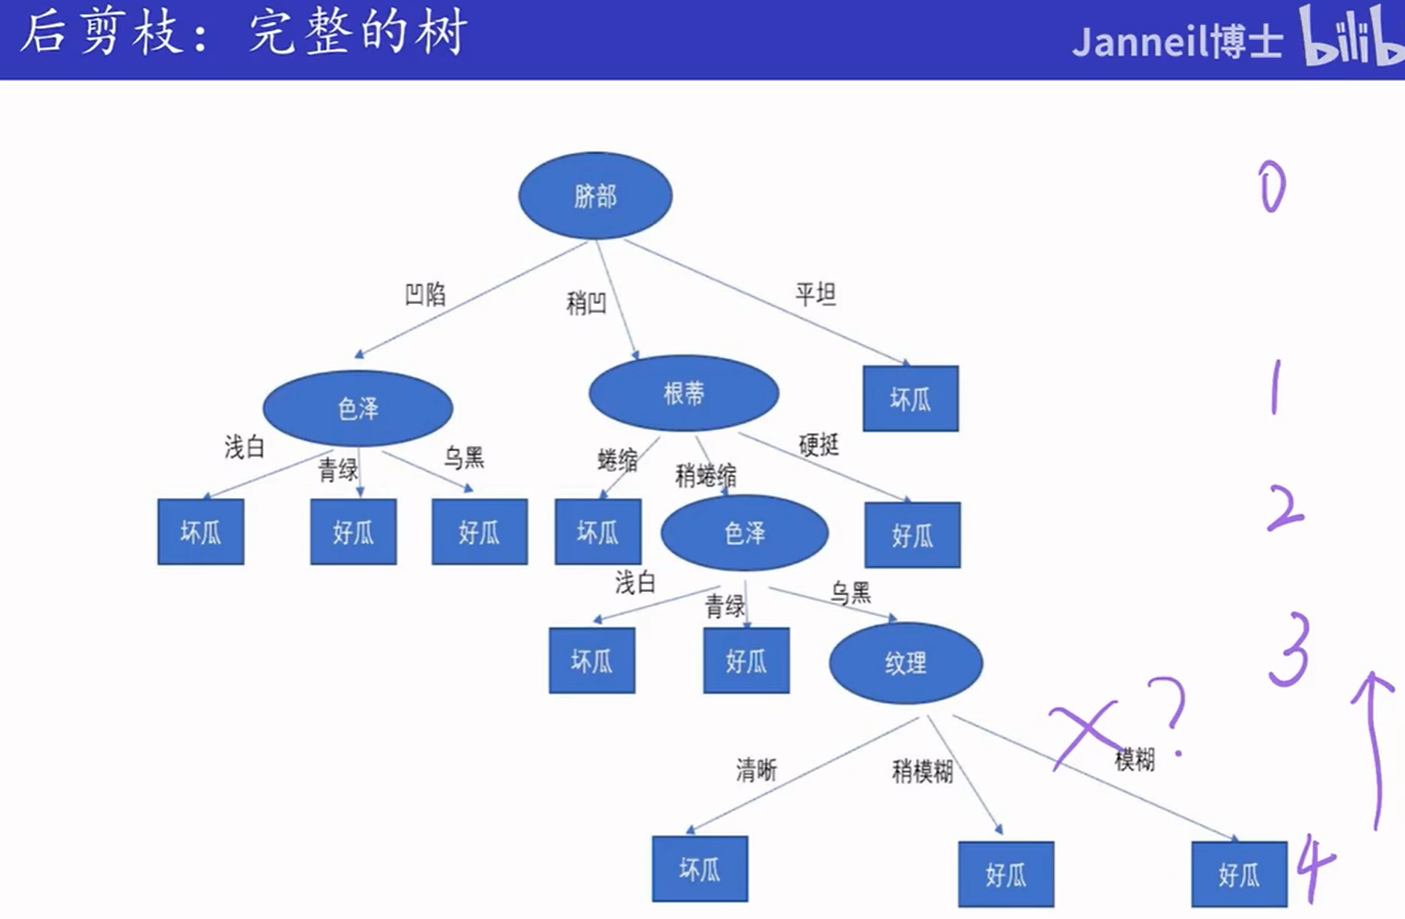 后剪枝：完整的树
Janneil博士 bilib
脐部
0
凹陷
稍凹
平坦
色泽
根蒂
坏瓜
1
浅白
青绿
乌黑
蜷缩
稍蜷缩
硬挺
坏瓜
好瓜
好瓜
坏瓜
色泽
好瓜
2
浅白
青绿
乌黑
坏瓜
好瓜
纹理
3
×?
清晰
稍模糊
模糊
坏瓜
好瓜
好瓜
4